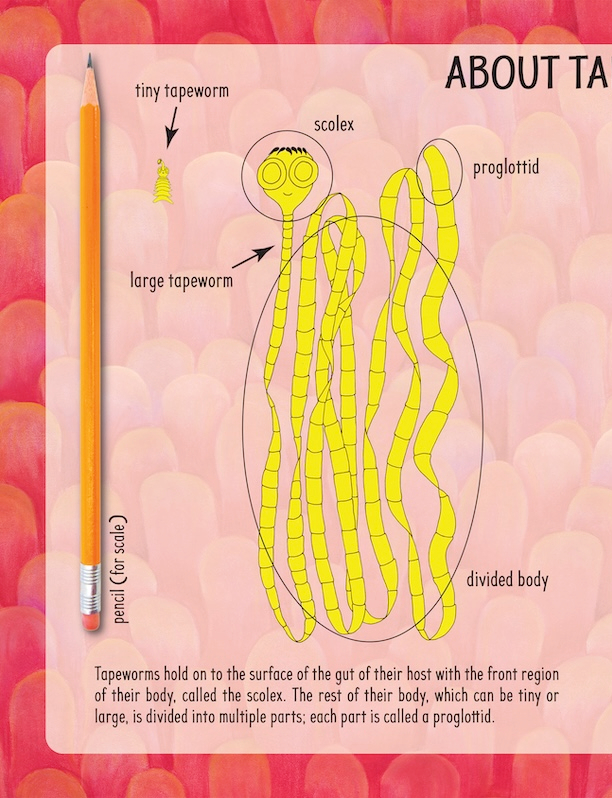 ABOUT TA
tiny tapeworm
scolex
proglottid
large tapeworm
divided body
pencil (for scale)
Tapeworms hold on to the surface of the gut of their host with the front region
of their body, called the scolex. The rest of their body, which can be tiny or
large, is divided into multiple parts; each part is called a proglottid.